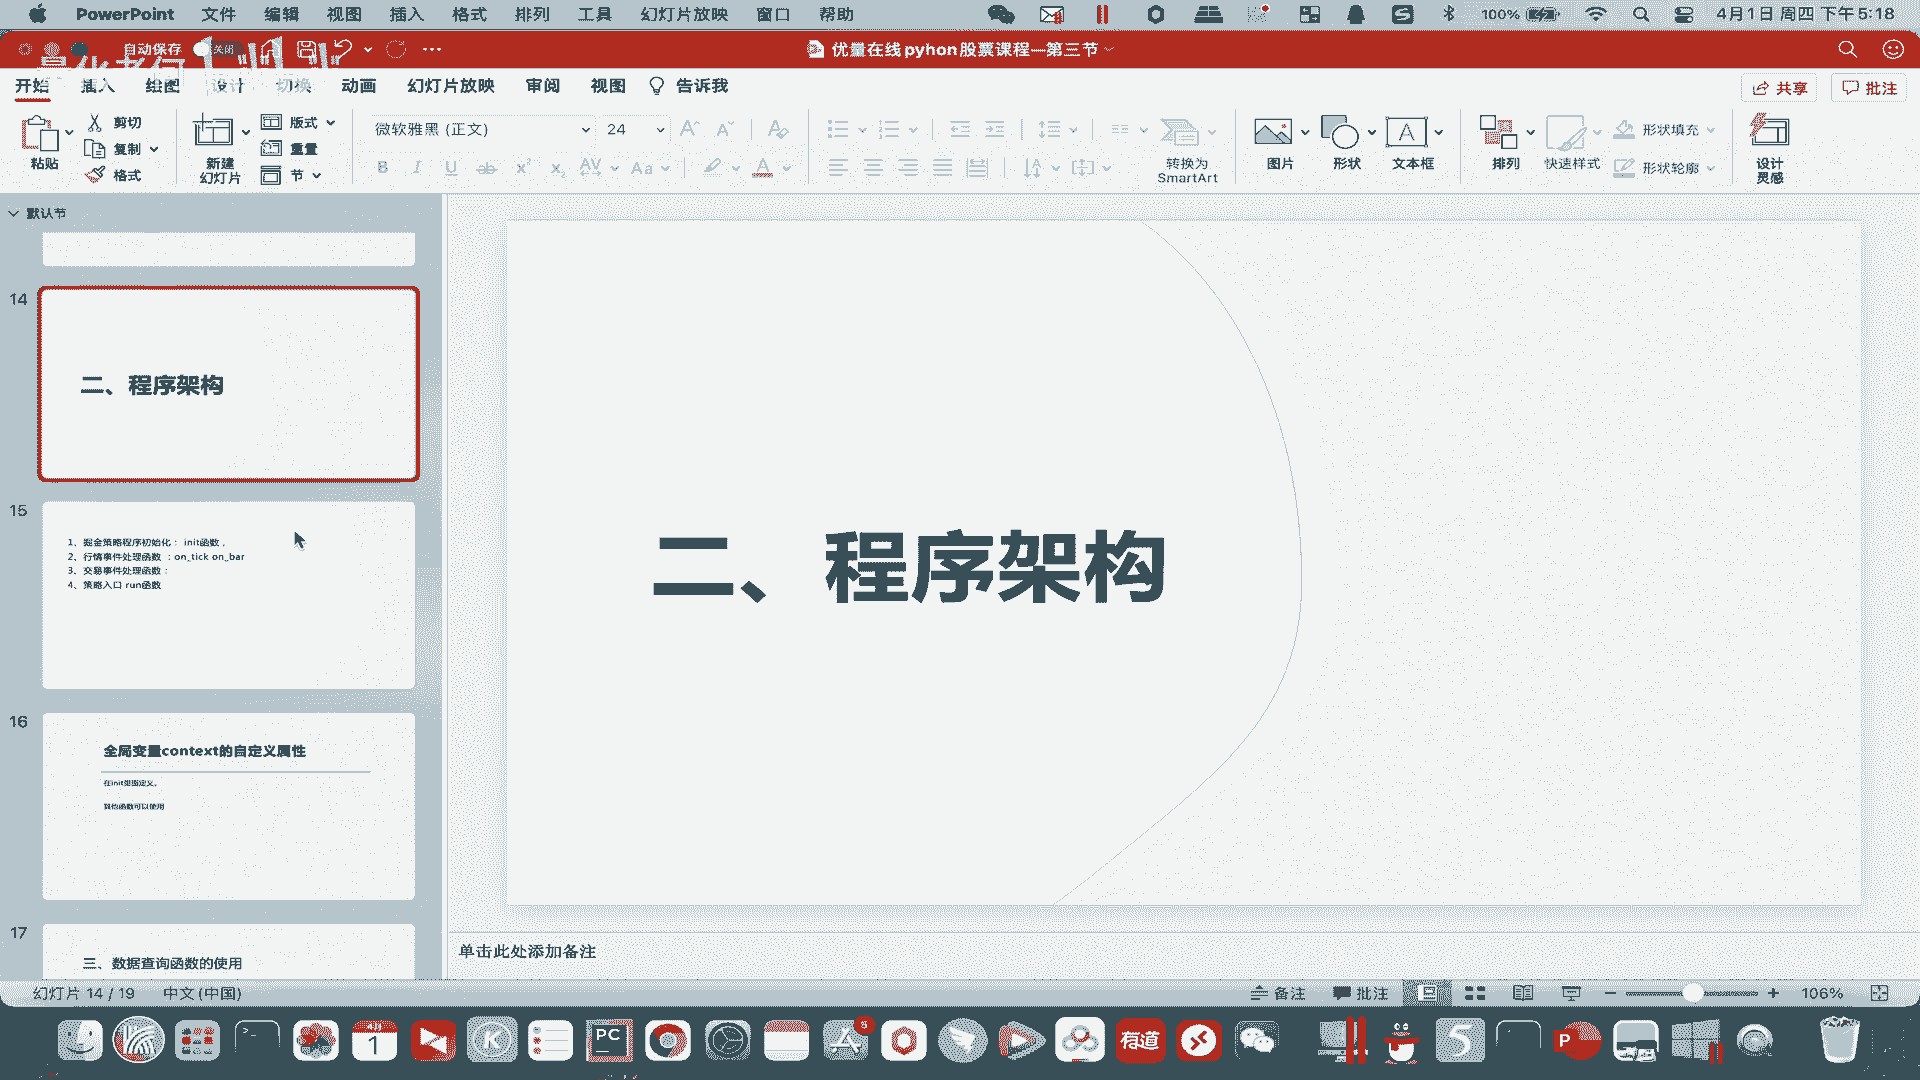 PowerPoint 文件 编辑 视图 插入 格式 排列 工具 幻灯片放映 窗口 帮助 100% 4月1日 周四 下午5:18
自动保存 关闭 优量在线pyhon股票课程—第三节
开始 插入 绘图 设计 切换 动画 幻灯片放映 审阅 视图 告诉我 共享 批注
粘贴 剪切 复制 格式
新建
幻灯片
版式
重置
节
微软雅黑 (正文) 24
转换为
SmartArt
图片 形状 文本框 排列 快速样式 形状填充 形状轮廓
设计
灵感
默认节
14
二、程序架构
15
1、掘金策略程序初始化： init函数，
2、行情事件处理函数 ：on_tick on_bar
3、交易事件处理函数：
4、策略入口 run函数
16
全局变量context的自定义属性
在init里面定义。
其他函数可以使用
17
三、数据查询函数的使用
二、程序架构
单击此处添加备注
幻灯片 14 / 19 中文 (中国) 备注 批注 106%